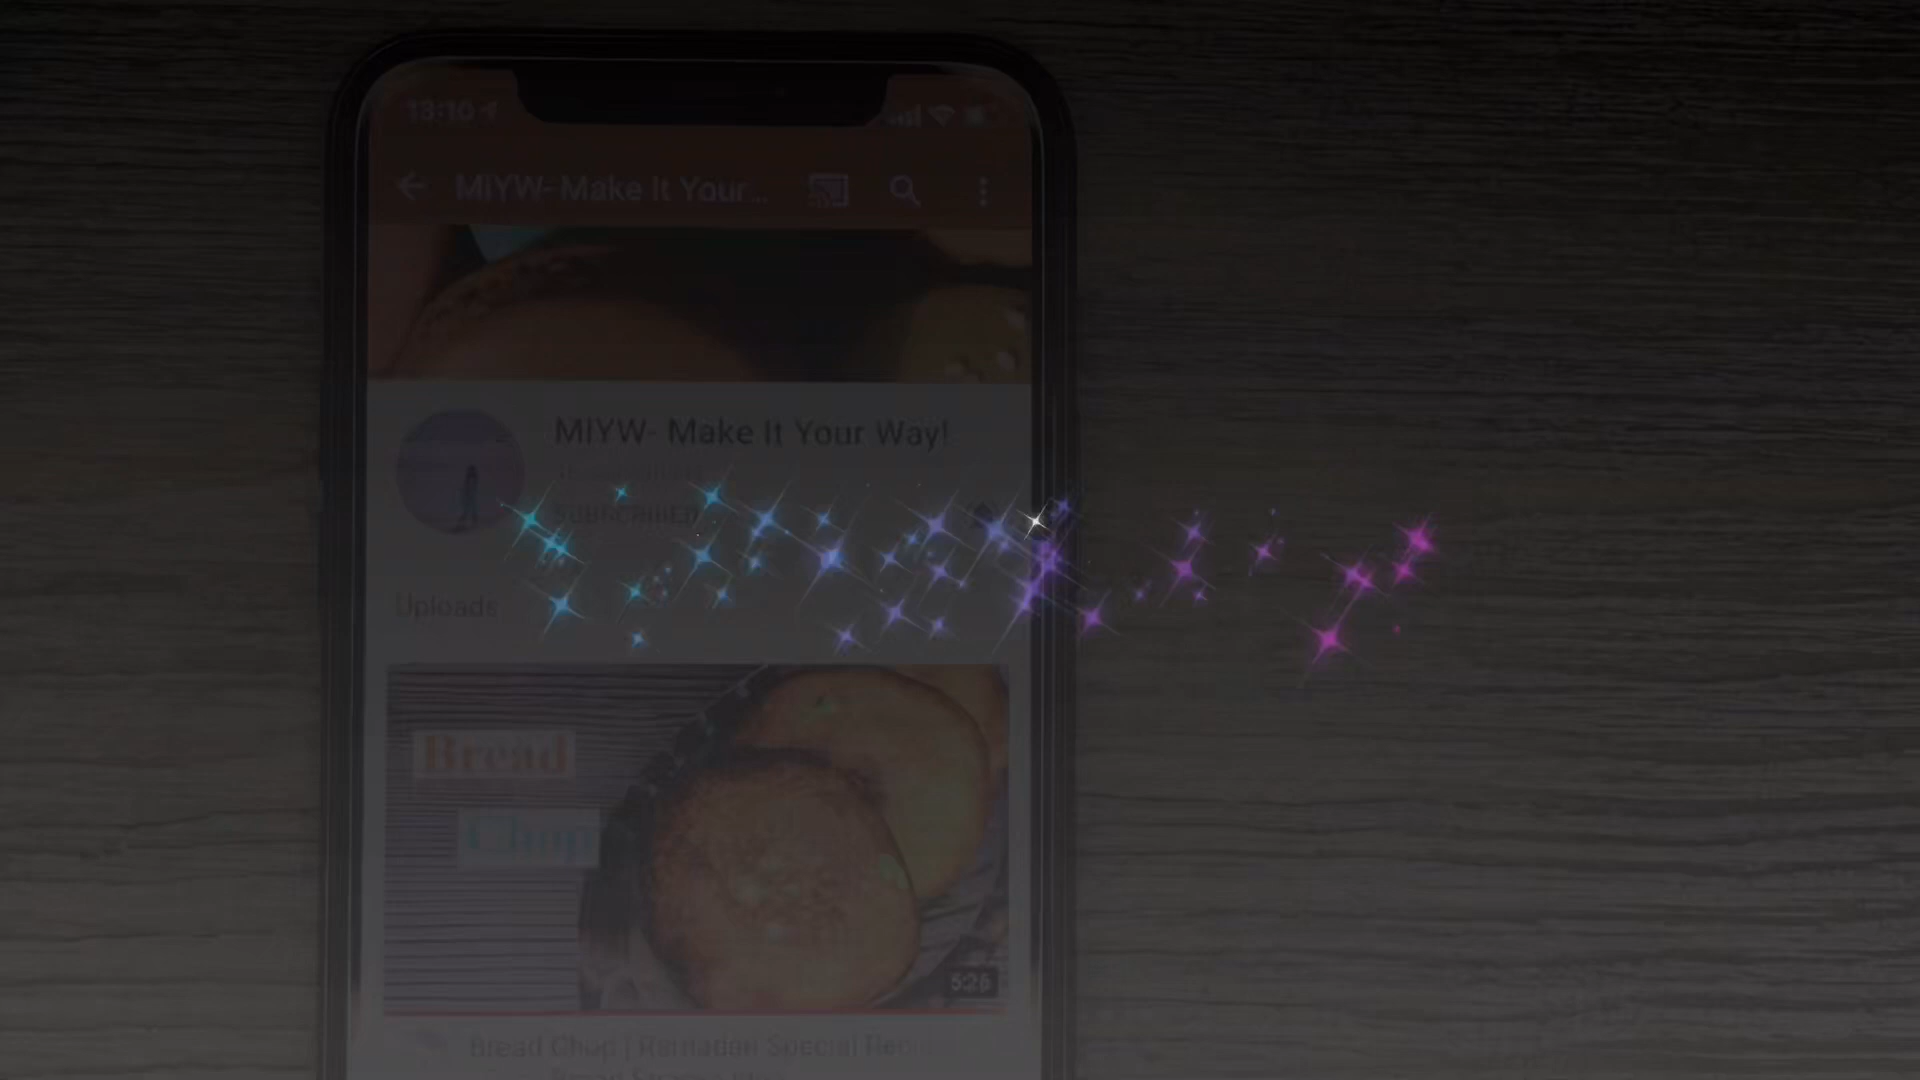 13:10
MIYW- Make It Your...
MIYW- Make It Your Way!
SUBSCRIBED
Uploads
Bread
Chop
5:26
Bread Chop | Ramadan Special